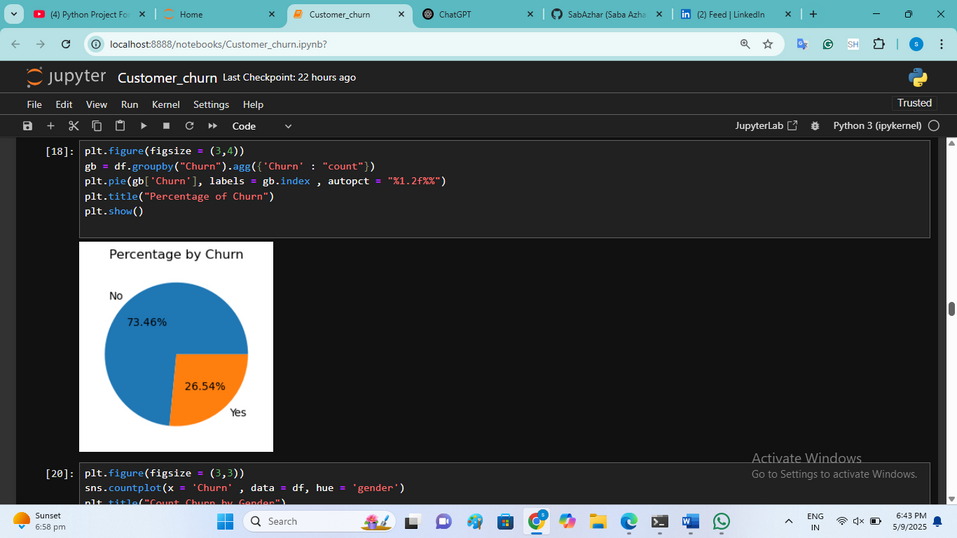 (4) Python Project Fo
Home
Customer_churn
ChatGPT
SabAzhar (Saba Azha
(2) Feed | LinkedIn
localhost:8888/notebooks/Customer_churn.ipynb?
SH
S
jupyter Customer_churn Last Checkpoint: 22 hours ago
File Edit View Run Kernel Settings Help
Trusted
Code
JupyterLab
Python 3 (ipykernel)
[18]: plt.figure(figsize = (3,4))
gb = df.groupby("Churn").agg({'Churn' : "count"})
plt.pie(gb['Churn'], labels = gb.index , autopct = "%1.2f%%")
plt.title("Percentage of Churn")
plt.show()
Percentage by Churn
No
73.46%
26.54%
Yes
[20]: plt.figure(figsize = (3,3))
sns.countplot(x = 'Churn' , data = df, hue = 'gender')
plt.title("Count Churn by Gender")
Activate Windows
Go to Settings to activate Windows.
Sunset
6:58 pm
Search
ENG
IN
6:43 PM
5/9/2025